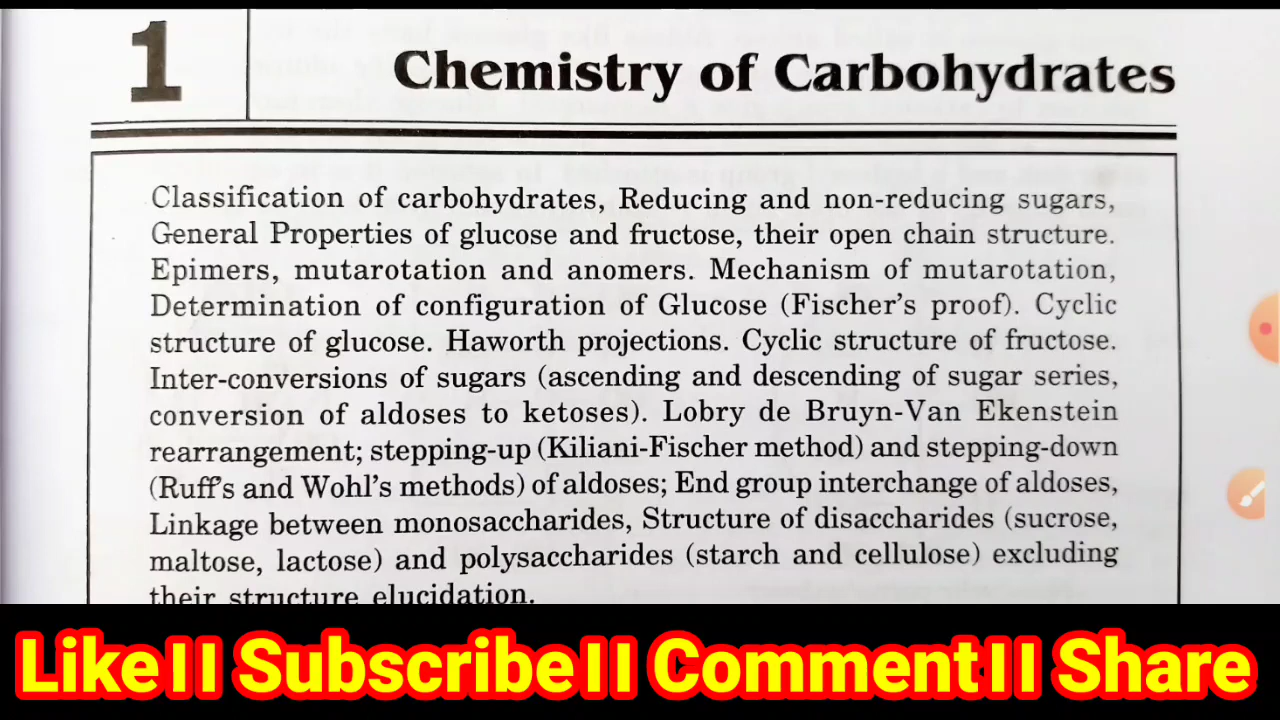 1
Chemistry of Carbohydrates
Classification of carbohydrates, Reducing and non-reducing sugars,
General Properties of glucose and fructose, their open chain structure.
Epimers, mutarotation and anomers. Mechanism of mutarotation,
Determination of configuration of Glucose (Fischer's proof). Cyclic
structure of glucose. Haworth projections. Cyclic structure of fructose.
Inter-conversions of sugars (ascending and descending of sugar series,
conversion of aldoses to ketoses). Lobry de Bruyn-Van Ekenstein
rearrangement; stepping-up (Kiliani-Fischer method) and stepping-down
(Ruff's and Wohl's methods) of aldoses; End group interchange of aldoses,
Linkage between monosaccharides, Structure of disaccharides (sucrose,
maltose, lactose) and polysaccharides (starch and cellulose) excluding
their structure elucidation.
Like।। Subscribe।। Comment।। Share